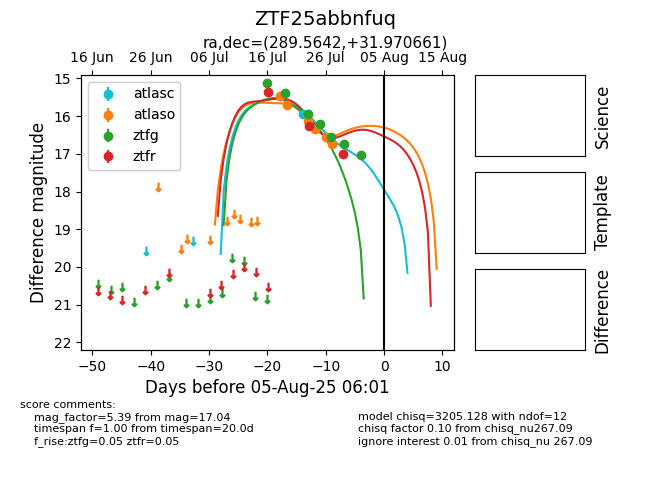 ZTF25abbnfuq
ra,dec=(289.5642,+31.970661)
16 Jun 26 Jun 06 Jul 16 Jul 26 Jul 05 Aug 15 Aug
15
16
17
18
19
20
21
22
Difference magnitude
atlasc
atlaso
ztfg
ztfr
Science
Template
Difference
−50 −40 −30 −20 −10 0 10
Days before 05-Aug-25 06:01
score comments:
mag_factor=5.39 from mag=17.04
timespan f=1.00 from timespan=20.0d
f_rise:ztfg=0.05 ztfr=0.05
model chisq=3205.128 with ndof=12
chisq factor 0.10 from chisq_nu267.09
ignore interest 0.01 from chisq_nu 267.09